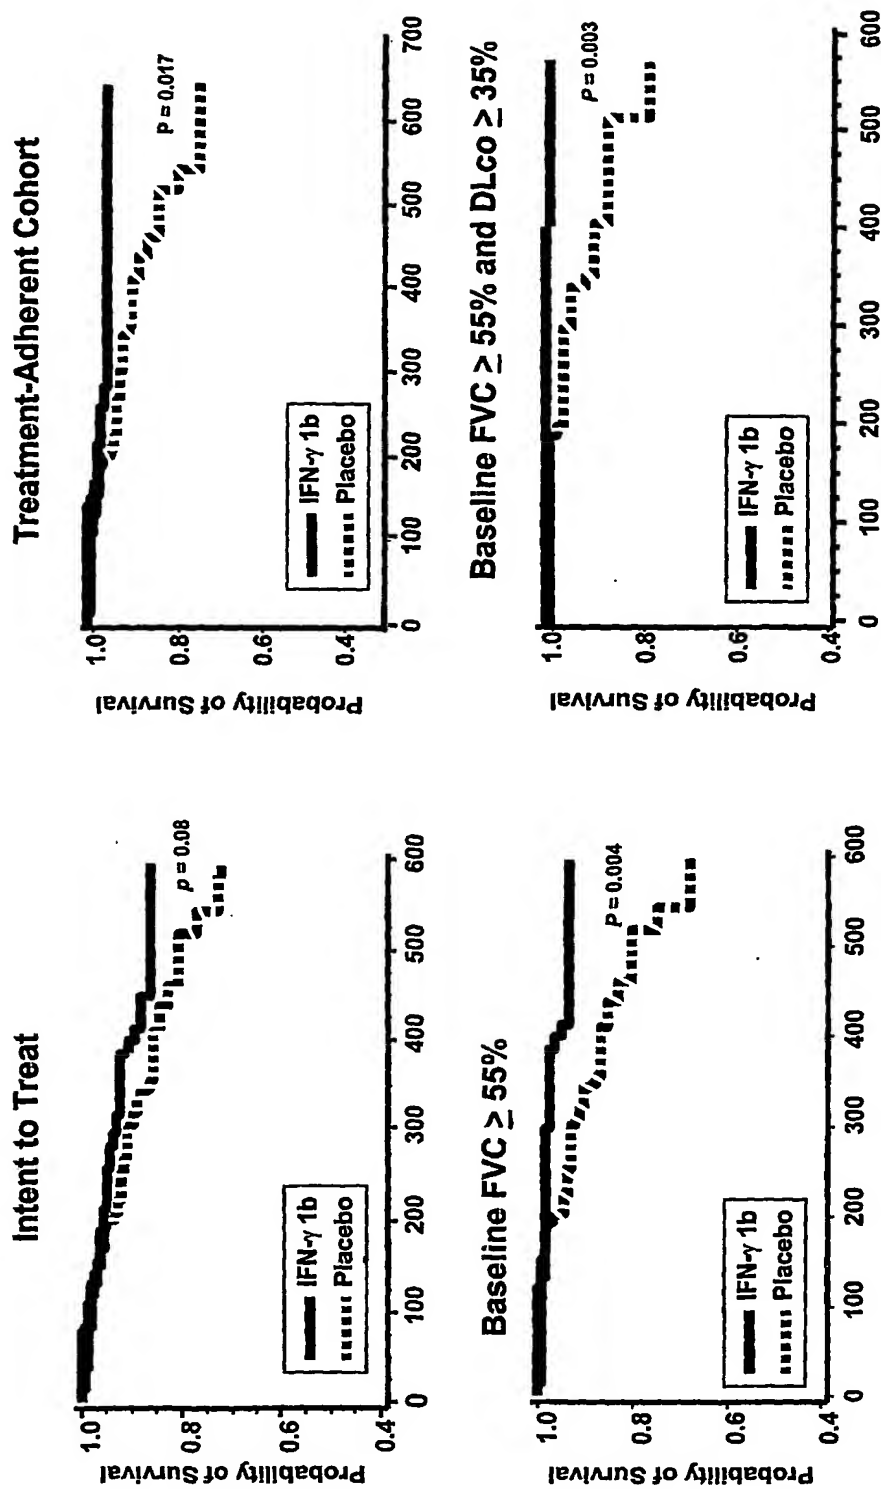 Intent to Treat
Probability of Survival
1.0
0.8
0.6
0.4
p = 0.08
IFN-γ 1b
Placebo
0 100 200 300 400 500 600
Treatment-Adherent Cohort
Probability of Survival
1.0
0.8
0.6
0.4
P = 0.017
IFN-γ 1b
Placebo
0 100 200 300 400 500 600 700
Baseline FVC ≥ 55%
Probability of Survival
1.0
0.8
0.6
0.4
P = 0.004
IFN-γ 1b
Placebo
0 100 200 300 400 500 600
Baseline FVC ≥ 55% and DLco ≥ 35%
Probability of Survival
1.0
0.8
0.6
0.4
P = 0.003
IFN-γ 1b
Placebo
0 100 200 300 400 500 600